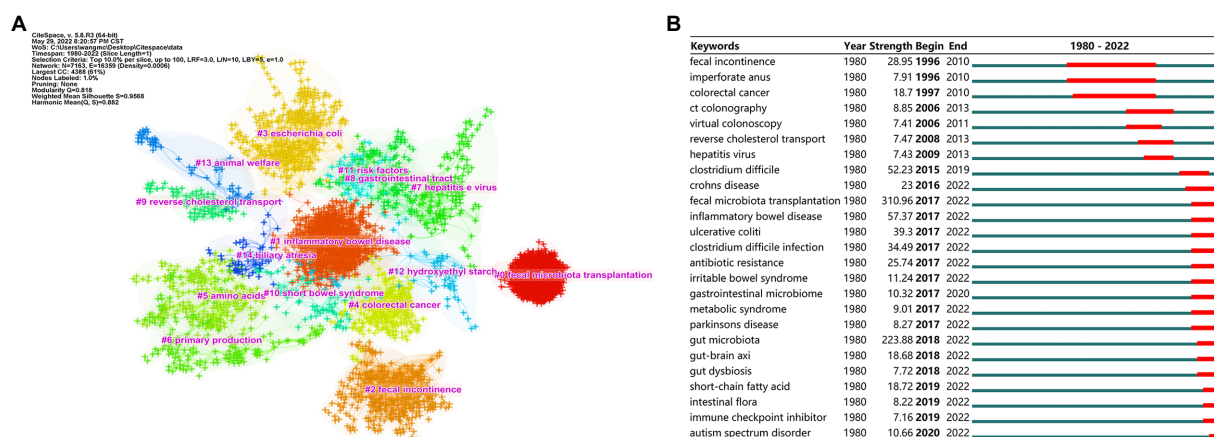 A
CiteSpace, v. 5.8.R3 (64-bit)
May 29, 2022 8:20:57 PM CST
WoS: C:\Users\wangmc\Desktop\Citespace\data
Timespan: 1980-2022 (Slice Length=1)
Selection Criteria: Top 10.0% per slice, up to 100, LRF=3.0, L/N=10, LBY=5, e=1.0
Network: N=7163, E=16359 (Density=0.0006)
Largest CC: 4388 (61%)
Nodes Labeled: 1.0%
Pruning: None
Modularity Q=0.818
Weighted Mean Silhouette S=0.9568
Harmonic Mean(Q, S)=0.882
#3 escherichia coli
#13 animal welfare
#11 risk factors
#8 gastrointestinal tract
#7 hepatitis e virus
#9 reverse cholesterol transport
#1 inflammatory bowel disease
#14 biliary atresia
#12 hydroxyethyl starch
#0 fecal microbiota transplantation
#5 amino acids
#10 short bowel syndrome
#4 colorectal cancer
#6 primary production
#2 fecal incontinence
B
Keywords Year Strength Begin End 1980 - 2022
fecal incontinence 1980 28.95 1996 2010
imperforate anus 1980 7.91 1996 2010
colorectal cancer 1980 18.7 1997 2010
ct colonography 1980 8.85 2006 2013
virtual colonoscopy 1980 7.41 2006 2011
reverse cholesterol transport 1980 7.47 2008 2013
hepatitis virus 1980 7.43 2009 2013
clostridium difficile 1980 52.23 2015 2019
crohns disease 1980 23 2016 2022
fecal microbiota transplantation 1980 310.96 2017 2022
inflammatory bowel disease 1980 57.37 2017 2022
ulcerative coliti 1980 39.3 2017 2022
clostridium difficile infection 1980 34.49 2017 2022
antibiotic resistance 1980 25.74 2017 2022
irritable bowel syndrome 1980 11.24 2017 2022
gastrointestinal microbiome 1980 10.32 2017 2020
metabolic syndrome 1980 9.01 2017 2022
parkinsons disease 1980 8.27 2017 2022
gut microbiota 1980 223.88 2018 2022
gut-brain axi 1980 18.68 2018 2022
gut dysbiosis 1980 7.72 2018 2022
short-chain fatty acid 1980 18.72 2019 2022
intestinal flora 1980 8.22 2019 2022
immune checkpoint inhibitor 1980 7.16 2019 2022
autism spectrum disorder 1980 10.66 2020 2022